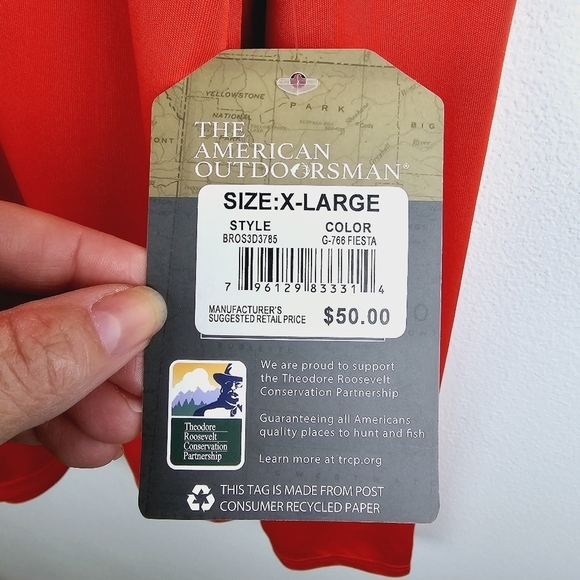 YELLOWSTONE
PARK
NATIONAL
BIG
THE
AMERICAN
OUTDOORSMAN®
SIZE:X-LARGE
STYLE COLOR
BROS3D3785 G-766 FIESTA
7 96129 83331 4
MANUFACTURER'S
SUGGESTED RETAIL PRICE $50.00
We are proud to support
the Theodore Roosevelt
Conservation Partnership
Guaranteeing all Americans
quality places to hunt and fish
Learn more at trcp.org
Theodore
Roosevelt
Conservation
Partnership
THIS TAG IS MADE FROM POST
CONSUMER RECYCLED PAPER